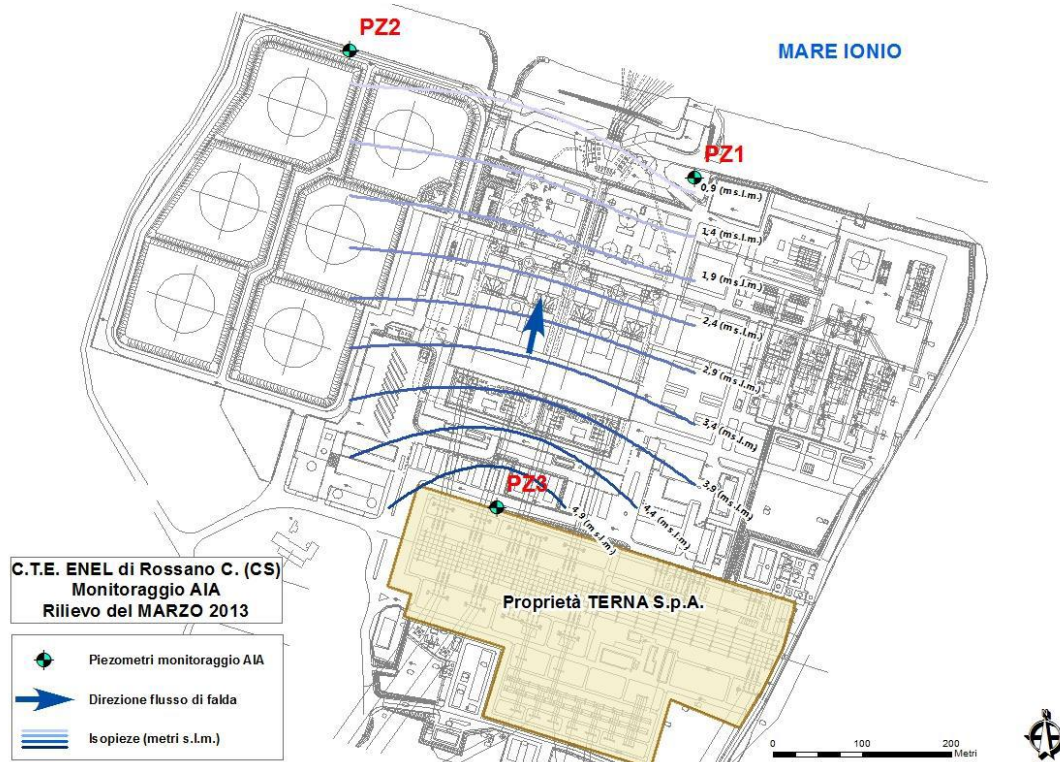 PZ2
MARE IONIO
PZ1
0,9 (m s.l.m.)
1,4 (m s.l.m.)
1,9 (m s.l.m.)
2,4 (m s.l.m.)
2,9 (m s.l.m.)
3,4 (m s.l.m.)
3,9 (m s.l.m.)
4,4 (m s.l.m.)
4,9 (m s.l.m.)
PZ3
Proprietà TERNA S.p.A.
C.T.E. ENEL di Rossano C. (CS)
Monitoraggio AIA
Rilievo del MARZO 2013
Piezometri monitoraggio AIA
Direzione flusso di falda
Isopieze (metri s.l.m.)
0 100 200
Metri